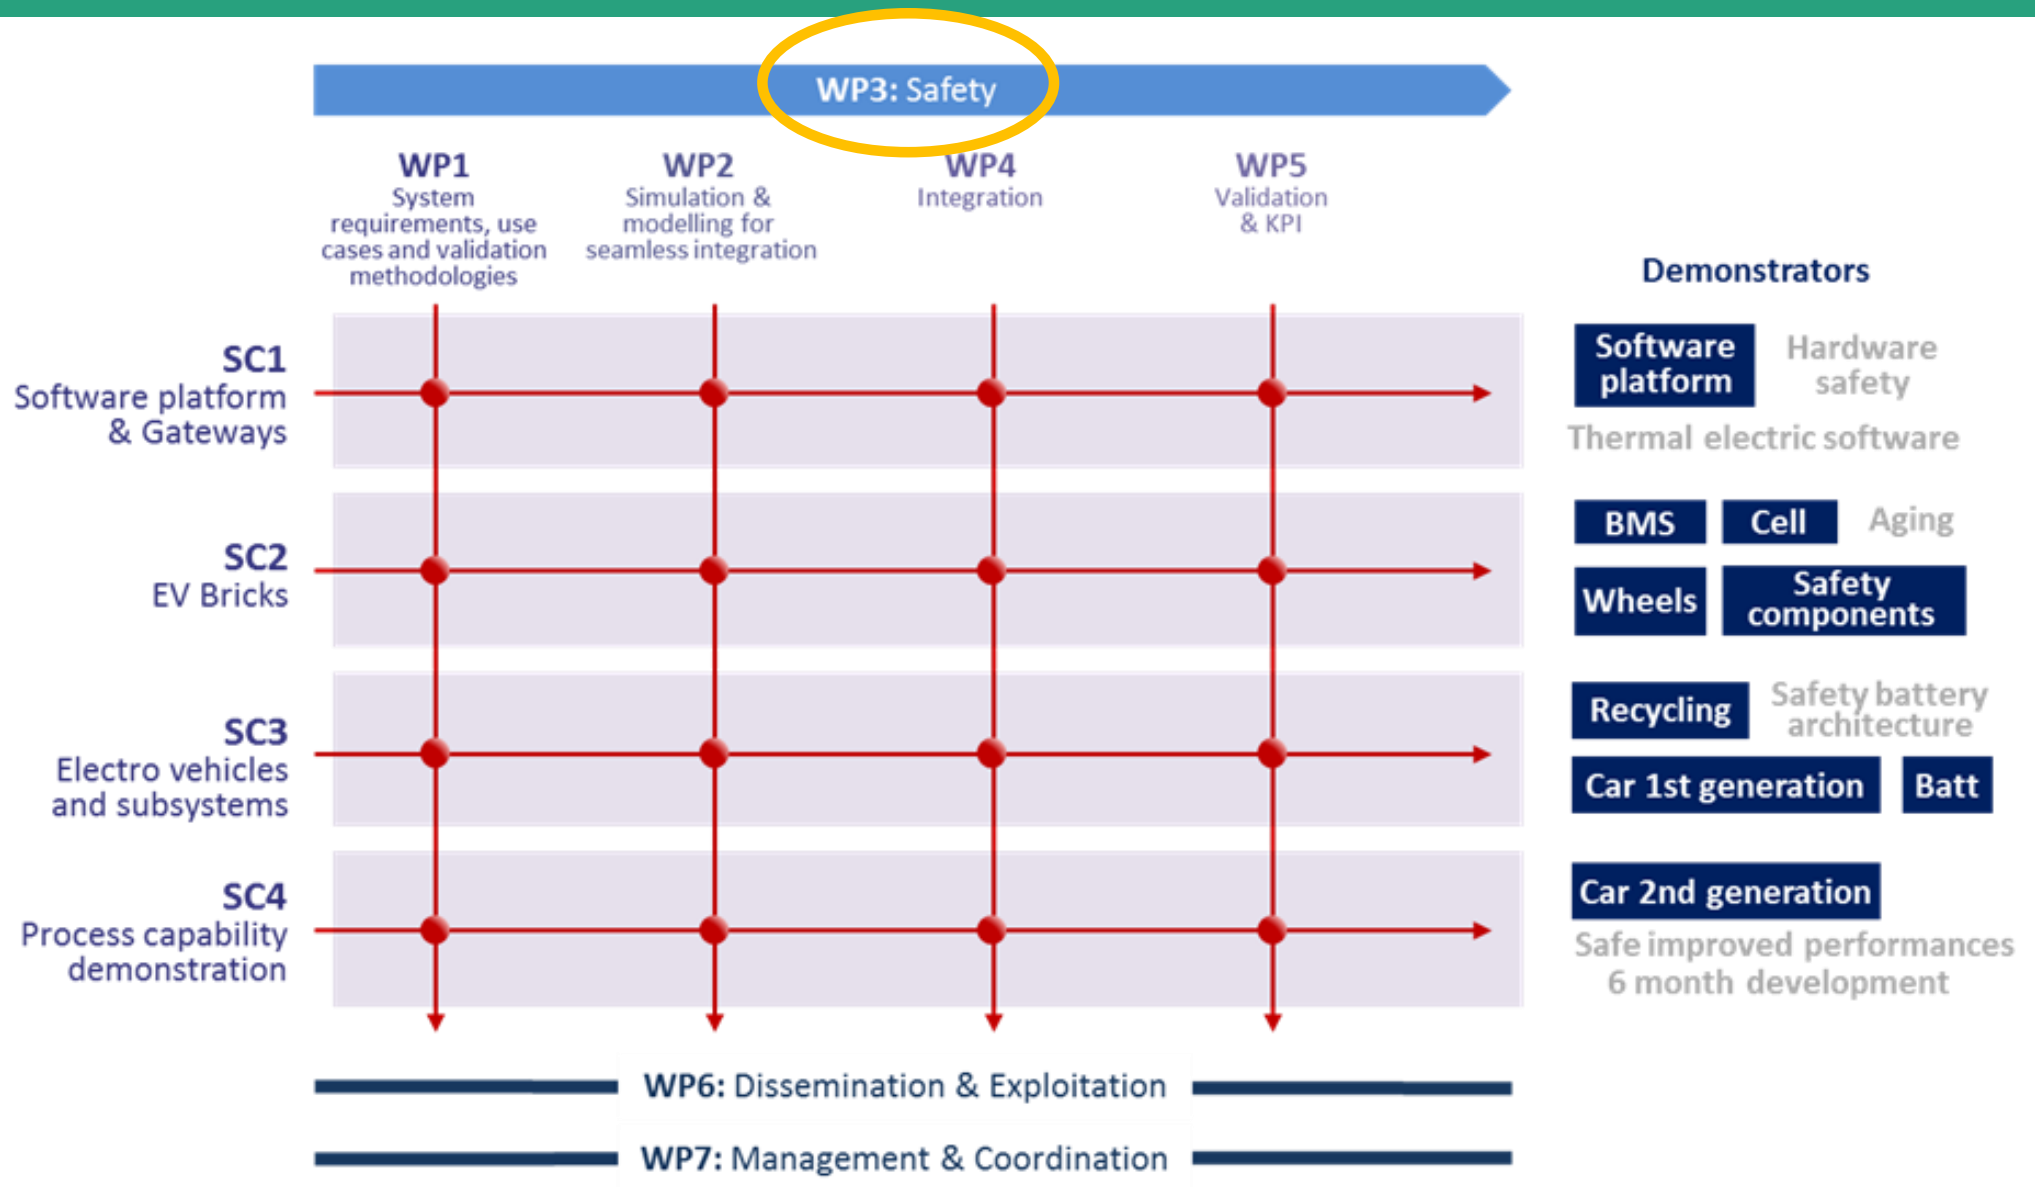 WP3: Safety
WP1
System
requirements, use
cases and validation
methodologies
WP2
Simulation &
modelling for
seamless integration
WP4
Integration
WP5
Validation
& KPI
Demonstrators
SC1
Software platform
& Gateways
Software
platform
Hardware
safety
Thermal electric software
SC2
EV Bricks
BMS
Cell
Aging
Wheels
Safety
components
SC3
Electro vehicles
and subsystems
Recycling
Safety battery
architecture
Car 1st generation
Batt
SC4
Process capability
demonstration
Car 2nd generation
Safe improved performances
6 month development
WP6: Dissemination & Exploitation
WP7: Management & Coordination